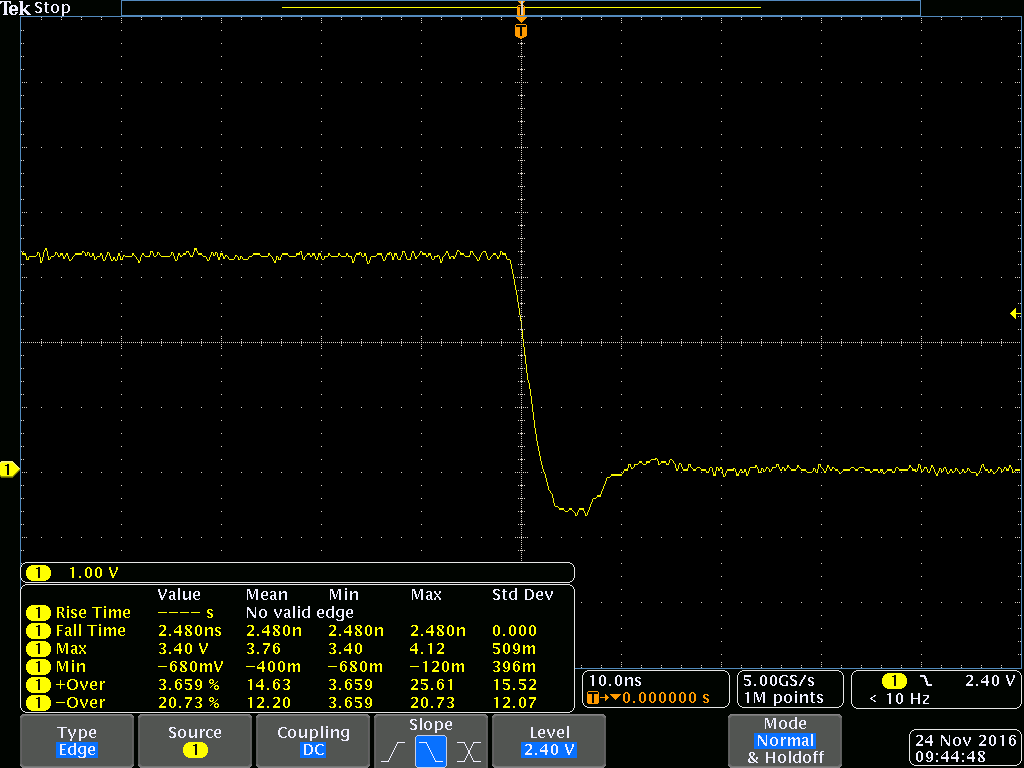 Tek Stop
T
T
1
1 1.00 V
Value Mean Min Max Std Dev
1 Rise Time ---- s No valid edge
1 Fall Time 2.480ns 2.480n 2.480n 2.480n 0.000
1 Max 3.40 V 3.76 3.40 4.12 509m
1 Min −680mV −400m −680m −120m 396m
1 +Over 3.659 % 14.63 3.659 25.61 15.52
1 −Over 20.73 % 12.20 3.659 20.73 12.07
10.0ns
T→▼0.000000 s
5.00GS/s
1M points
1 2.40 V
< 10 Hz
Type
Edge
Source
1
Coupling
DC
Slope
Level
2.40 V
Mode
Normal
& Holdoff
24 Nov 2016
09:44:48